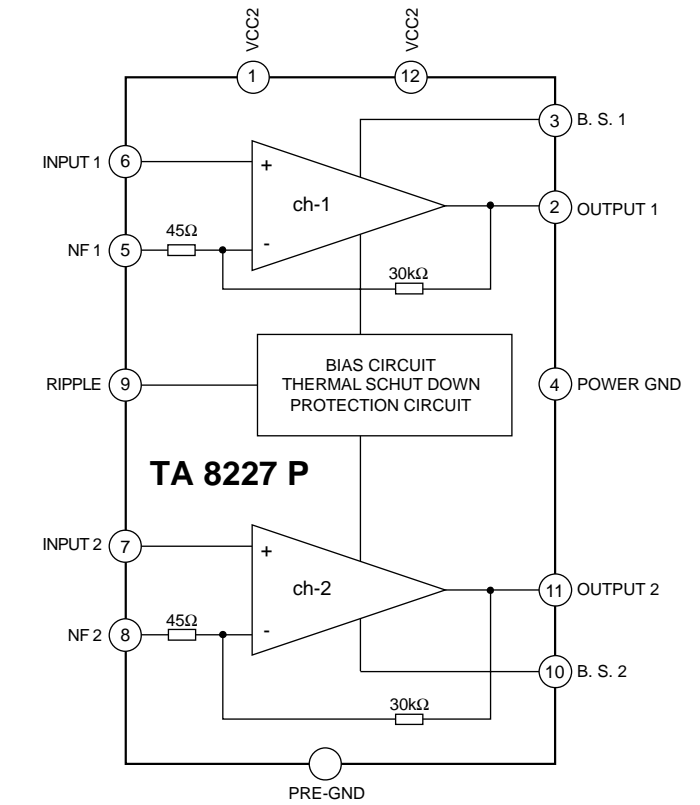 VCC2
VCC2
1
12
3 B. S. 1
INPUT 1 6
+
ch-1
2 OUTPUT 1
45Ω
NF 1 5
-
30kΩ
BIAS CIRCUIT
THERMAL SCHUT DOWN
PROTECTION CIRCUIT
RIPPLE 9
4 POWER GND
TA 8227 P
INPUT 2 7
+
ch-2
11 OUTPUT 2
45Ω
NF 2 8
-
10 B. S. 2
30kΩ
PRE-GND